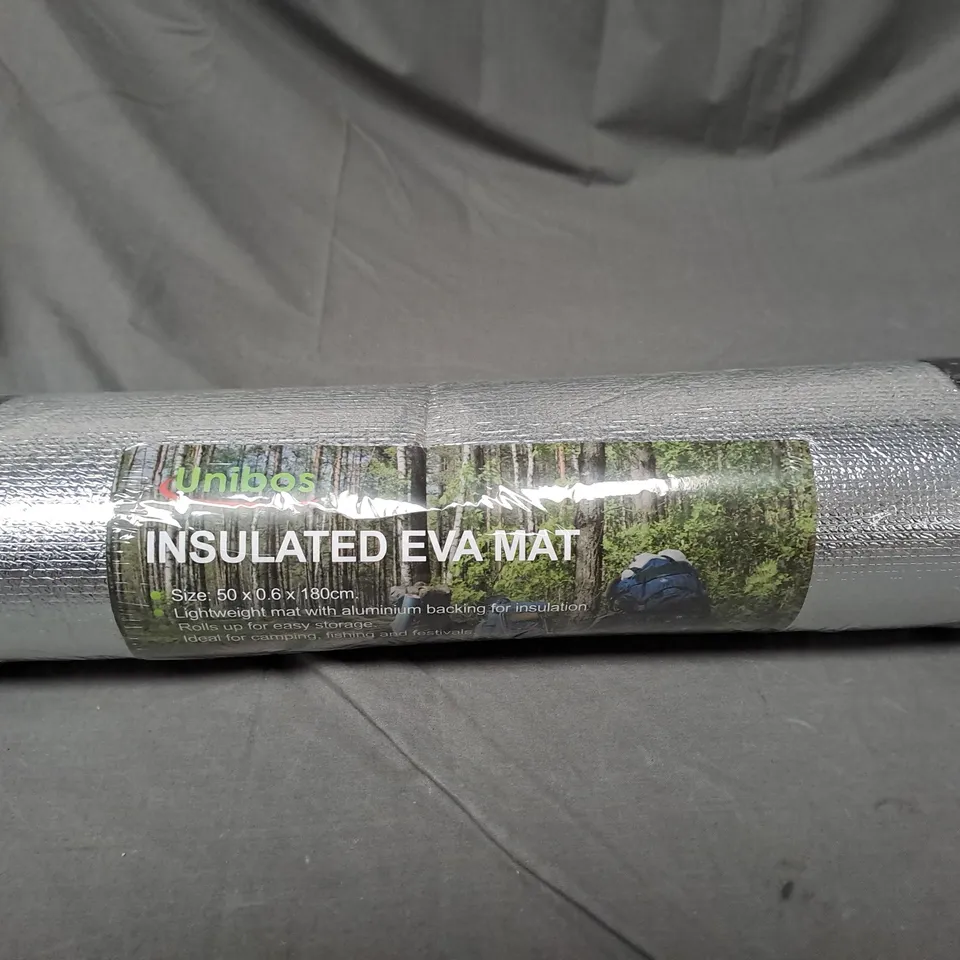 Unibos
INSULATED EVA MAT
Size: 50 x 0.6 x 180cm.
Lightweight mat with aluminium backing for insulation.
Rolls up for easy storage.
Ideal for camping, fishing and festivals.